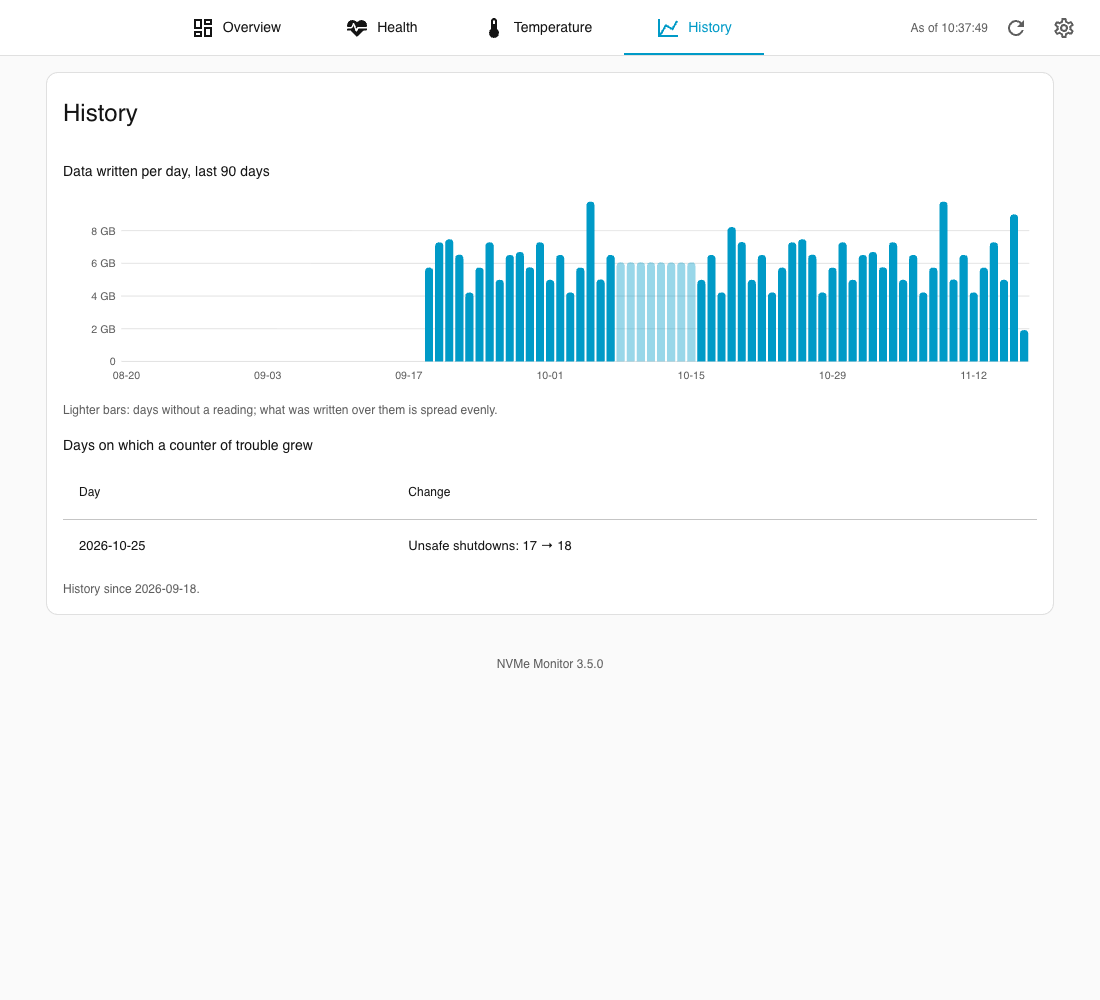 Overview
Health
Temperature
History
As of 10:37:49
History
Data written per day, last 90 days
8 GB
6 GB
4 GB
2 GB
0
08-20 09-03 09-17 10-01 10-15 10-29 11-12
Lighter bars: days without a reading; what was written over them is spread evenly.
Days on which a counter of trouble grew
Day Change
2026-10-25 Unsafe shutdowns: 17 → 18
History since 2026-09-18.
NVMe Monitor 3.5.0